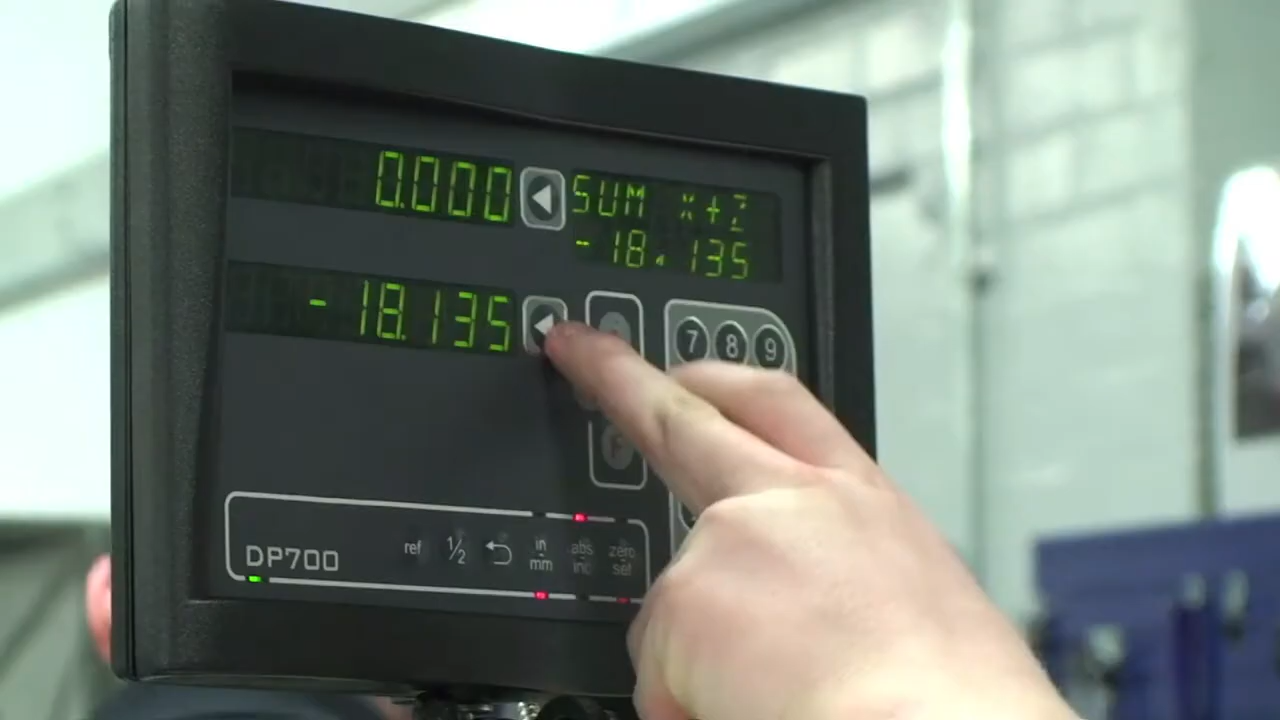 0.000
SUM X+Z
-18.135
-18.135
7 8 9
DP700
ref
1/2
in
mm
abs
inc
zero
set